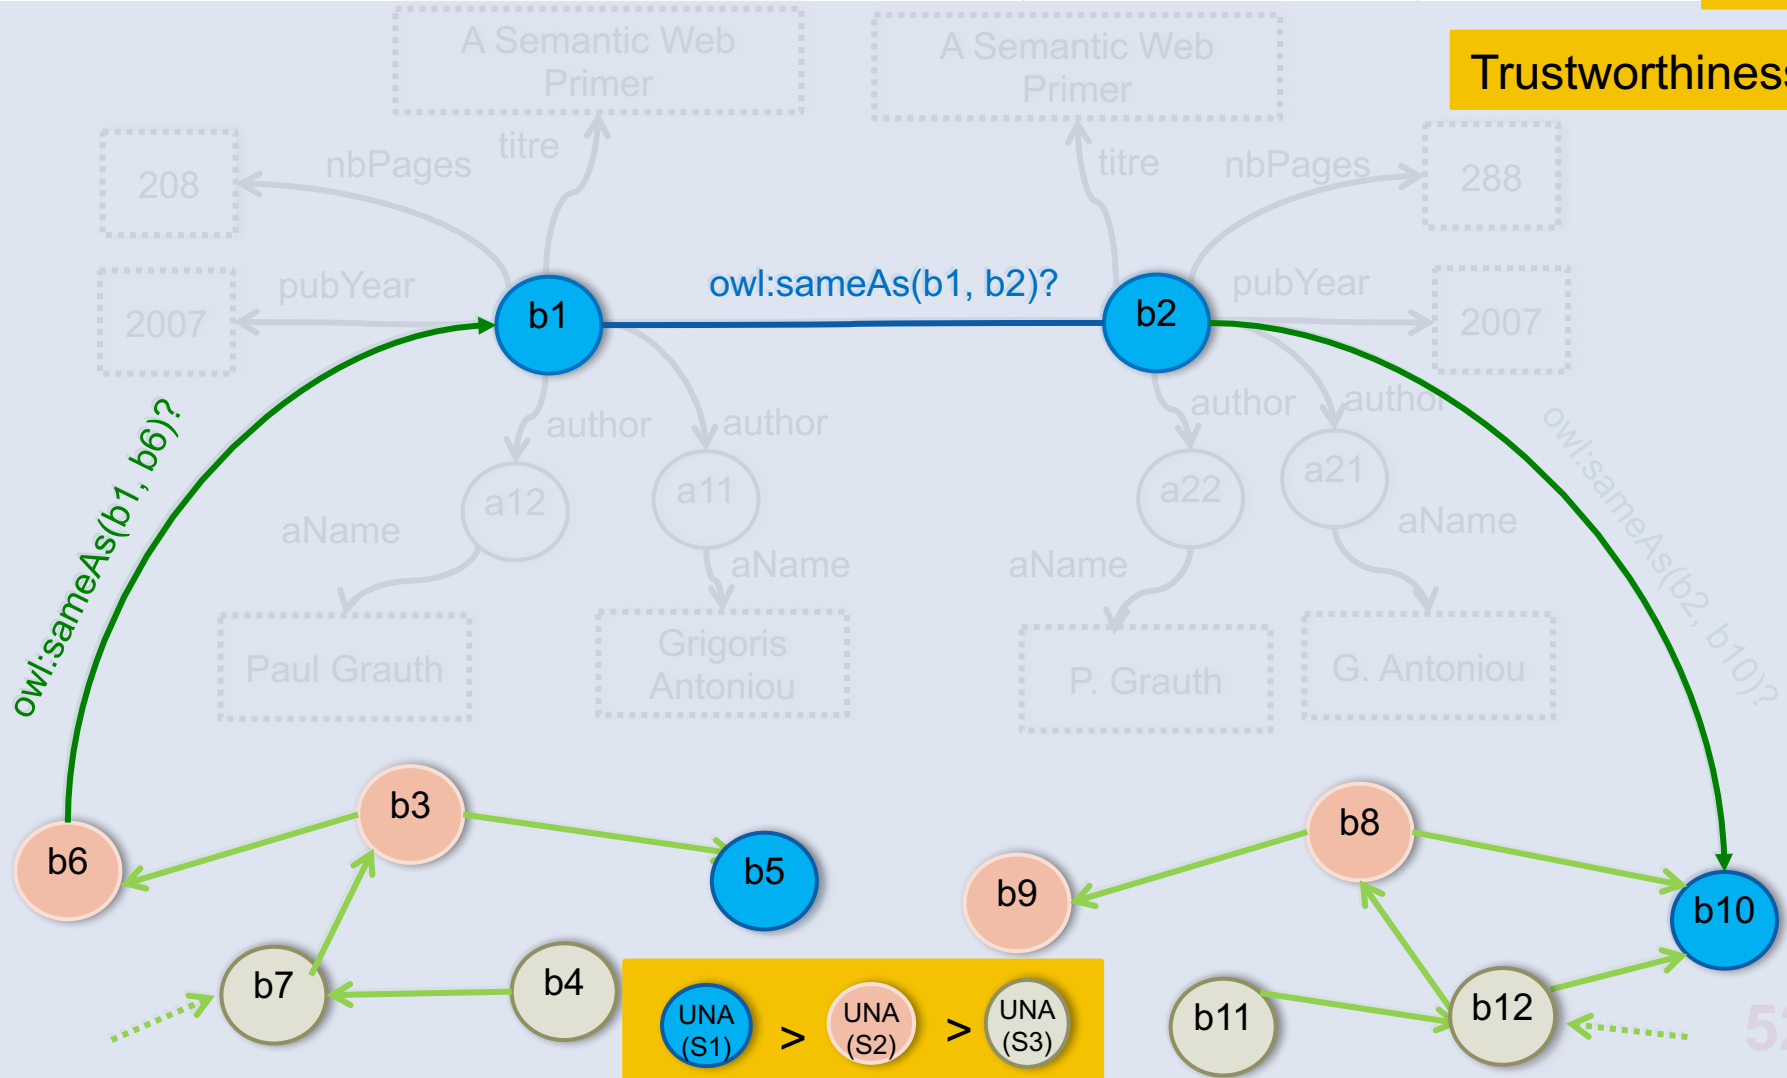 A Semantic Web
Primer
A Semantic Web
Primer
Trustworthiness
titre
nbPages
208
titre
nbPages
288
owl:sameAs(b1, b2)?
pubYear
2007
b1
b2
pubYear
2007
author
author
author
author
owl:sameAs(b1, b6)?
owl:sameAs(b2, b10)?
a12
a11
a22
a21
aName
aName
aName
aName
Paul Grauth
Grigoris
Antoniou
P. Grauth
G. Antoniou
b6
b3
b5
b9
b8
b10
b7
b4
b11
b12
UNA
(S1)
>
UNA
(S2)
>
UNA
(S3)